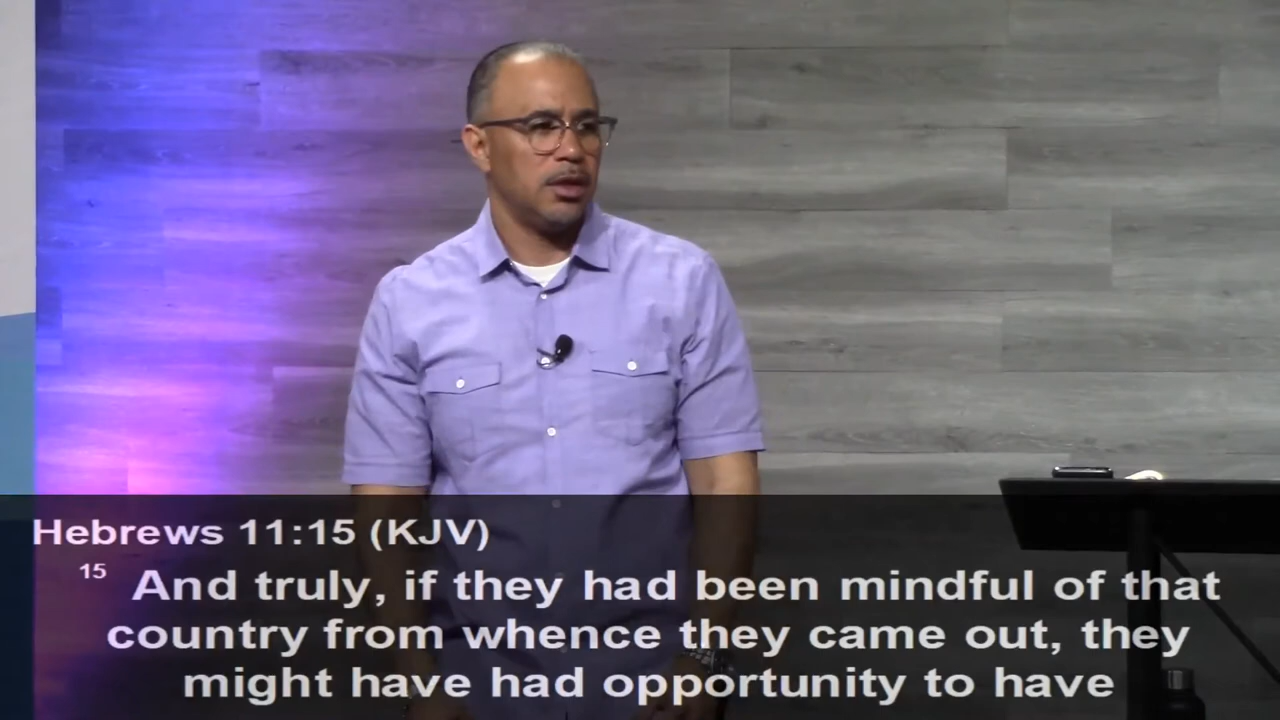 Hebrews 11:15 (KJV)
15 And truly, if they had been mindful of that
country from whence they came out, they
might have had opportunity to have